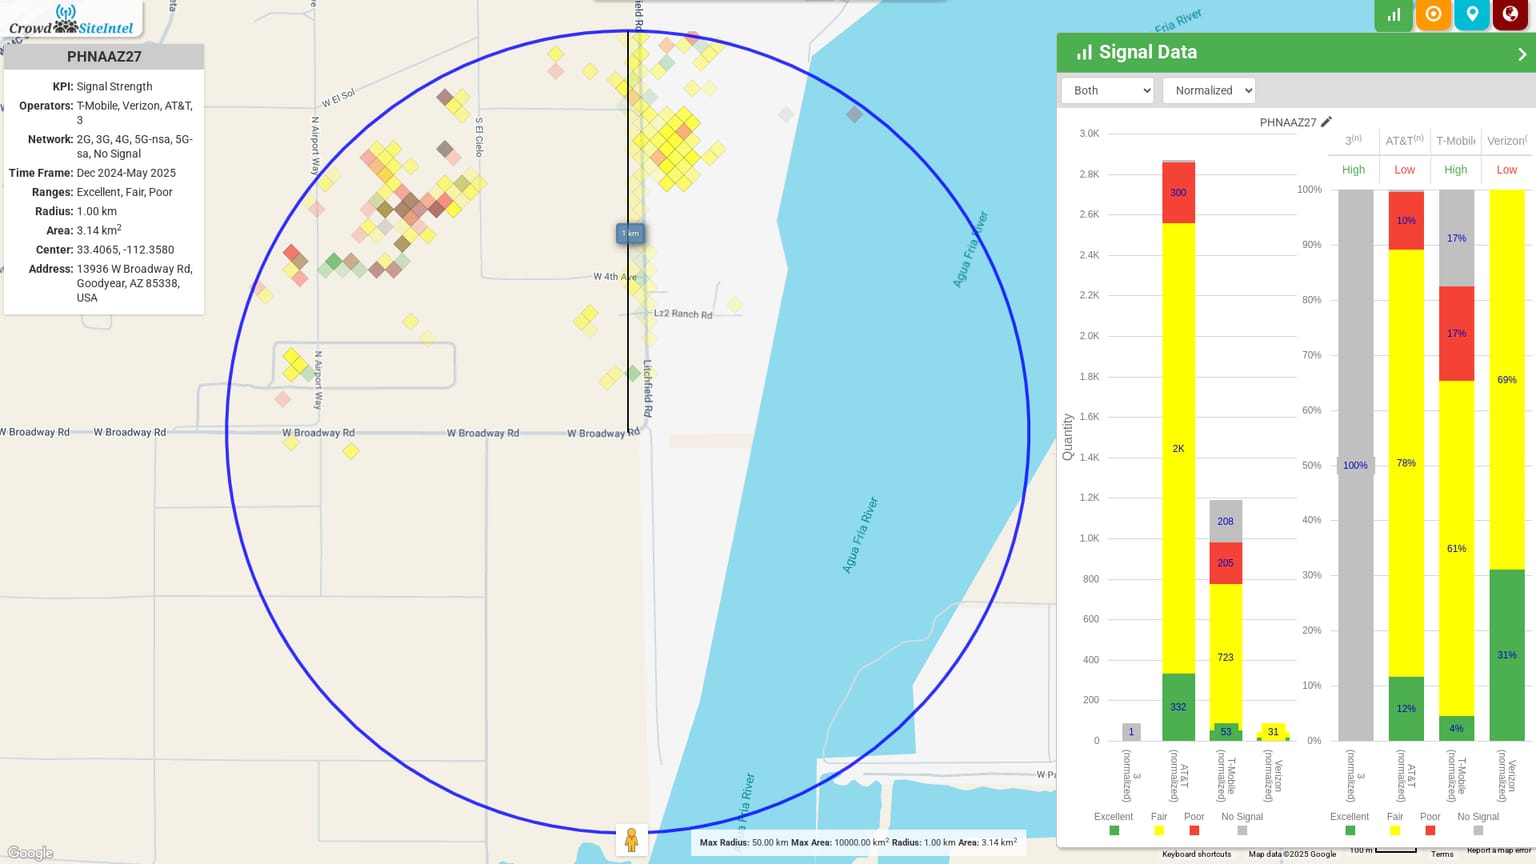 Crowd SiteIntel
PHNAAZ27
KPI: Signal Strength
Operators: T-Mobile, Verizon, AT&T,
3
Network: 2G, 3G, 4G, 5G-nsa, 5G-
sa, No Signal
Time Frame: Dec 2024-May 2025
Ranges: Excellent, Fair, Poor
Radius: 1.00 km
Area: 3.14 km²
Center: 33.4065, -112.3580
Address: 13936 W Broadway Rd,
Goodyear, AZ 85338,
USA
W El Sol
N Airport Way
S El Cielo
1 km
W 4th Ave
Lz2 Ranch Rd
Litchfield Rd
N Airport Way
W Broadway Rd
W Broadway Rd
W Broadway Rd
W Broadway Rd
W Broadway Rd
Fria River
Agua Fria River
Agua Fria River
a Fria River
W Pa
Google
Max Radius: 50.00 km Max Area: 10000.00 km² Radius: 1.00 km Area: 3.14 km²
Keyboard shortcuts
Map data ©2025 Google
100 m
Terms
Report a map error
Signal Data
Both
Normalized
PHNAAZ27
Quantity
3.0K
2.8K
2.6K
2.4K
2.2K
2.0K
1.8K
1.6K
1.4K
1.2K
1.0K
800
600
400
200
0
1
300
2K
332
208
205
723
53
31
3 (normalized)
AT&T (normalized)
T-Mobile (normalized)
Verizon (normalized)
Excellent
Fair
Poor
No Signal
3(n)
AT&T(n)
T-Mobile
Verizon(
High
Low
High
Low
100%
90%
80%
70%
60%
50%
40%
30%
20%
10%
0%
100%
10%
78%
12%
17%
17%
61%
4%
69%
31%
3 (normalized)
AT&T (normalized)
T-Mobile (normalized)
Verizon (normalized)
Excellent
Fair
Poor
No Signal